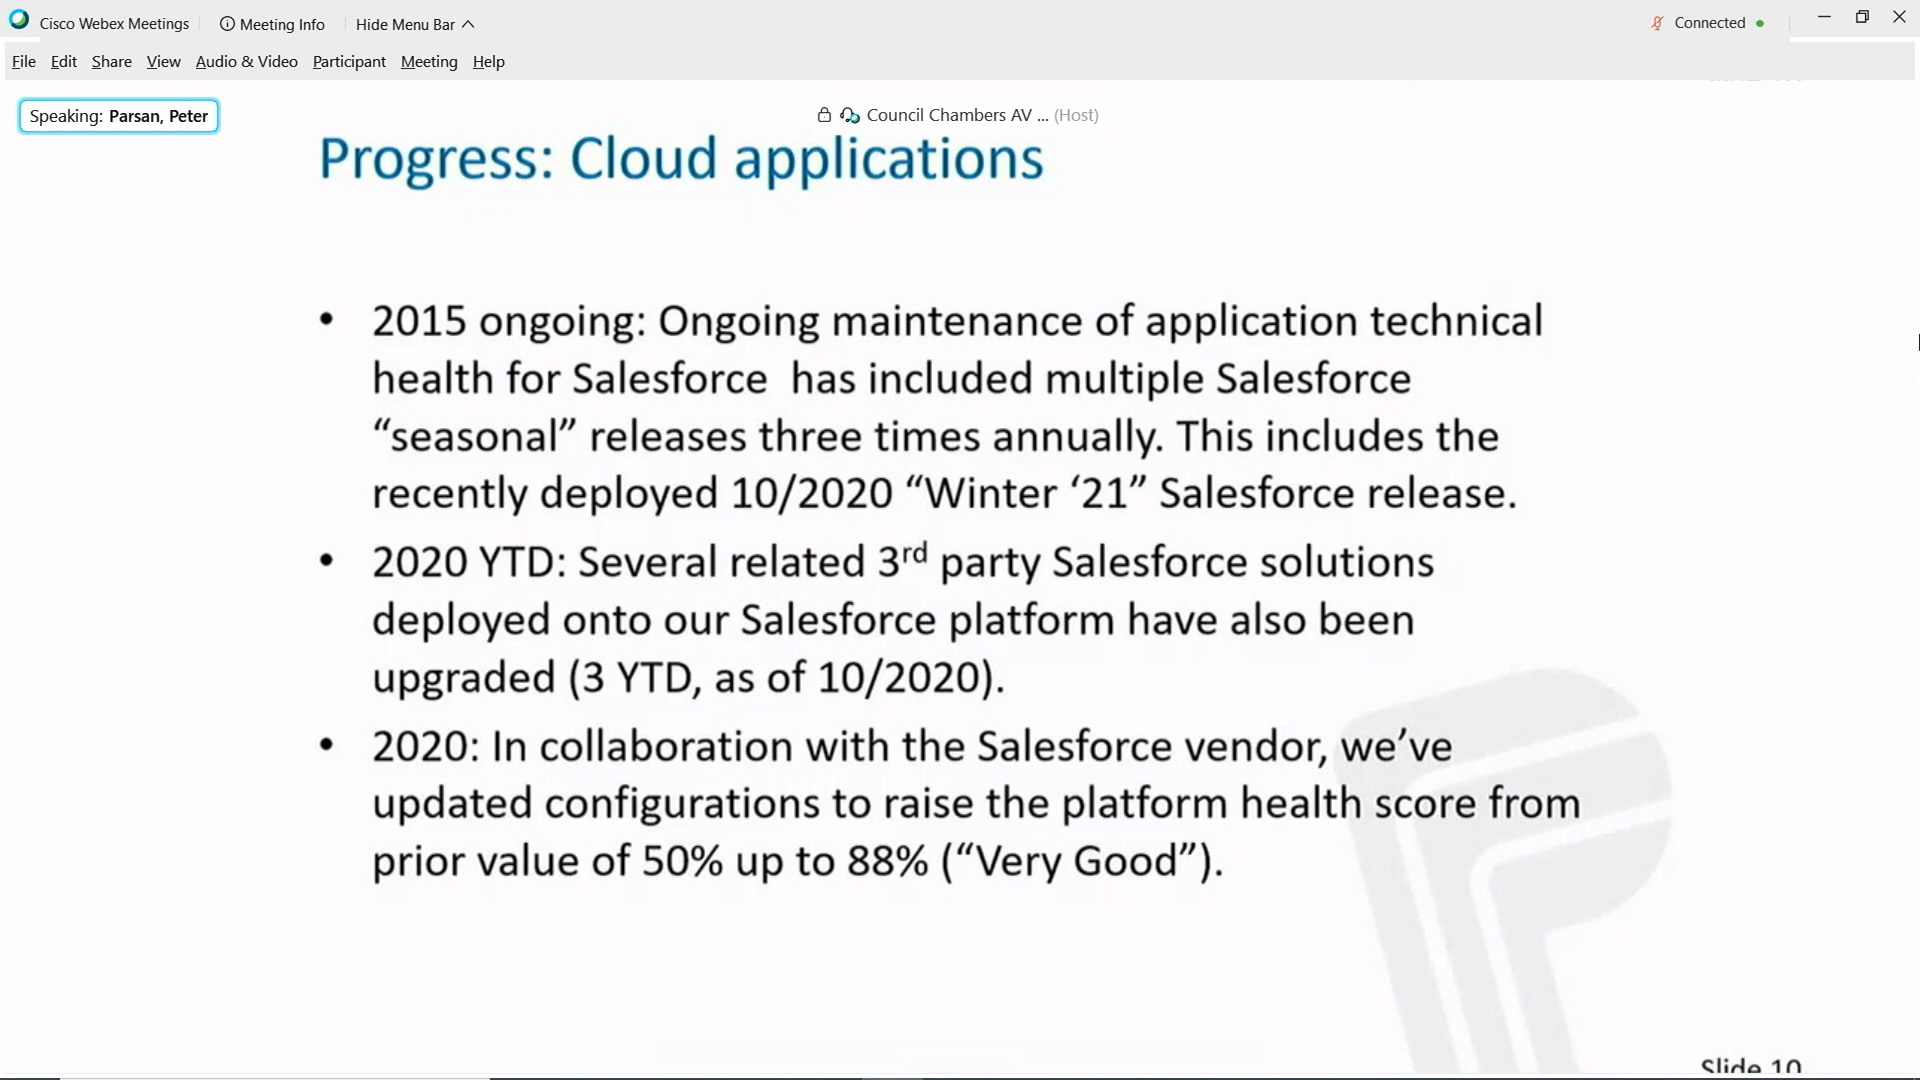 Cisco Webex Meetings
Meeting Info
Hide Menu Bar
Connected
File Edit Share View Audio & Video Participant Meeting Help
Speaking: Parsan, Peter
Council Chambers AV ... (Host)
Progress: Cloud applications
• 2015 ongoing: Ongoing maintenance of application technical
health for Salesforce has included multiple Salesforce
“seasonal” releases three times annually. This includes the
recently deployed 10/2020 “Winter ‘21” Salesforce release.
• 2020 YTD: Several related 3rd party Salesforce solutions
deployed onto our Salesforce platform have also been
upgraded (3 YTD, as of 10/2020).
• 2020: In collaboration with the Salesforce vendor, we’ve
updated configurations to raise the platform health score from
prior value of 50% up to 88% (“Very Good”).
Slide 10